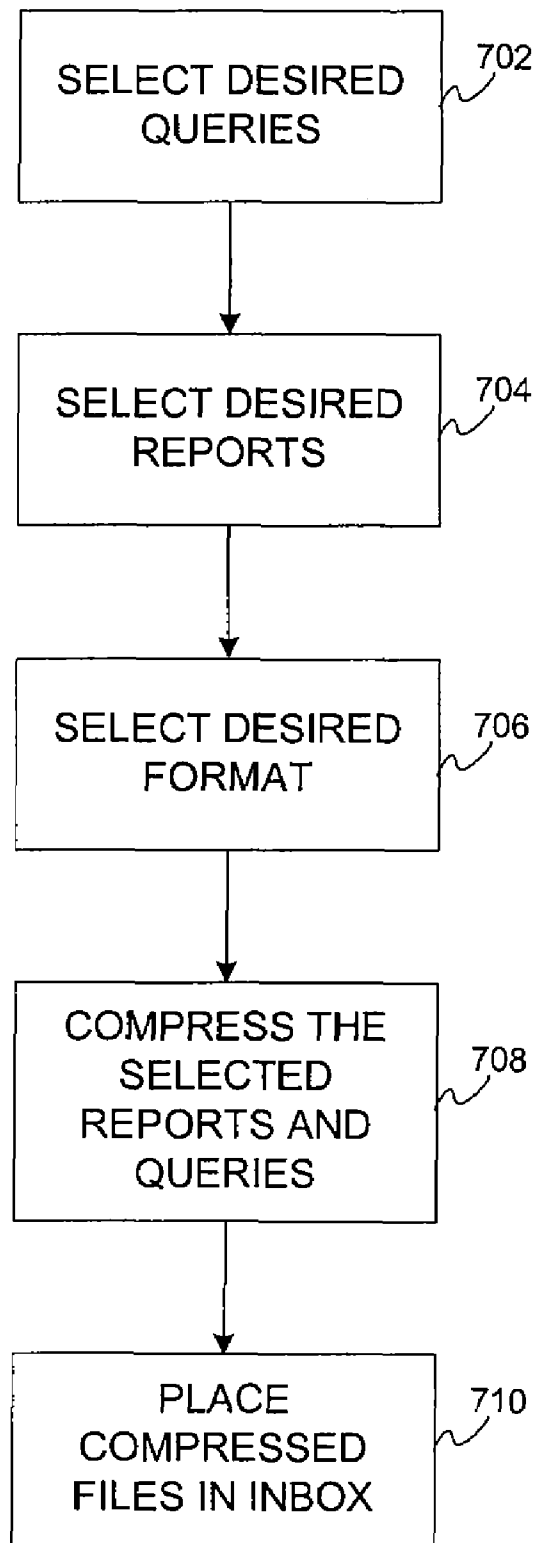 SELECT DESIRED
QUERIES
702
SELECT DESIRED
REPORTS
704
SELECT DESIRED
FORMAT
706
COMPRESS THE
SELECTED
REPORTS AND
QUERIES
708
PLACE
COMPRESSED
FILES IN INBOX
710